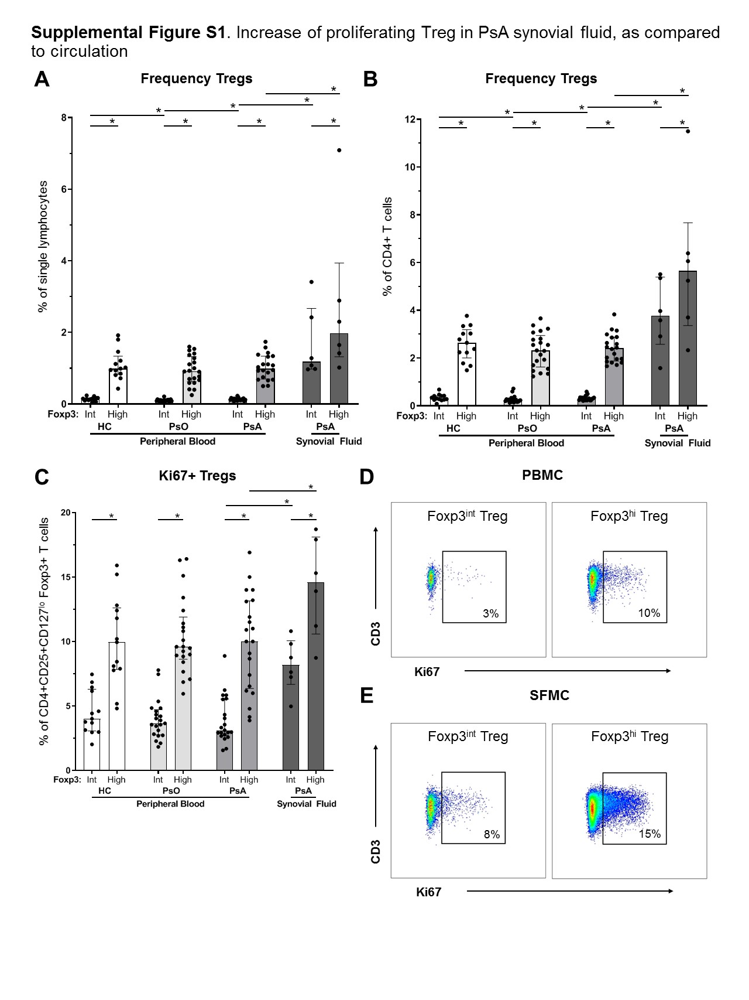 Supplemental Figure S1. Increase of proliferating Treg in PsA synovial fluid, as compared
to circulation
A
Frequency Tregs
* * * *
* * * *
% of single lymphocytes
8
6
4
2
0
Foxp3: Int High Int High Int High Int High
HC PsO PsA PsA
Peripheral Blood Synovial Fluid
B
Frequency Tregs
* * * *
* * * *
% of CD4+ T cells
12
10
8
6
4
2
0
Foxp3: Int High Int High Int High Int High
HC PsO PsA PsA
Peripheral Blood Synovial Fluid
C
Ki67+ Tregs
* *
* * * *
% of CD4+CD25+CD127lo Foxp3+ T cells
20
15
10
5
0
Foxp3: Int High Int High Int High Int High
HC PsO PsA PsA
Peripheral Blood Synovial Fluid
D
PBMC
Foxp3int Treg
Foxp3hi Treg
3%
10%
CD3
Ki67
E
SFMC
Foxp3int Treg
Foxp3hi Treg
8%
15%
CD3
Ki67